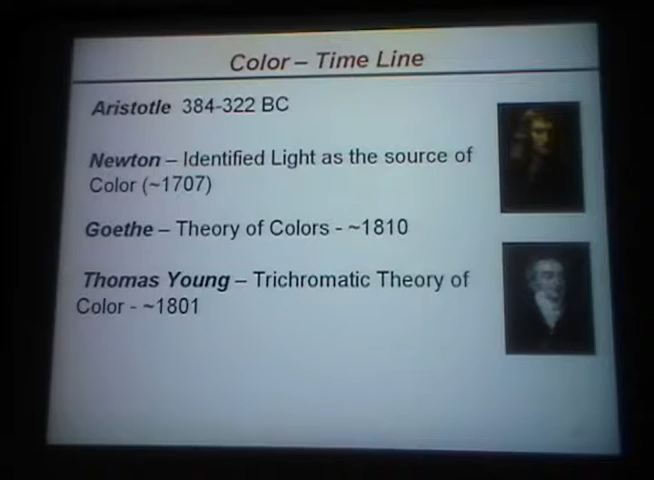 Color – Time Line
Aristotle 384-322 BC
Newton – Identified Light as the source of
Color (~1707)
Goethe – Theory of Colors - ~1810
Thomas Young – Trichromatic Theory of
Color - ~1801